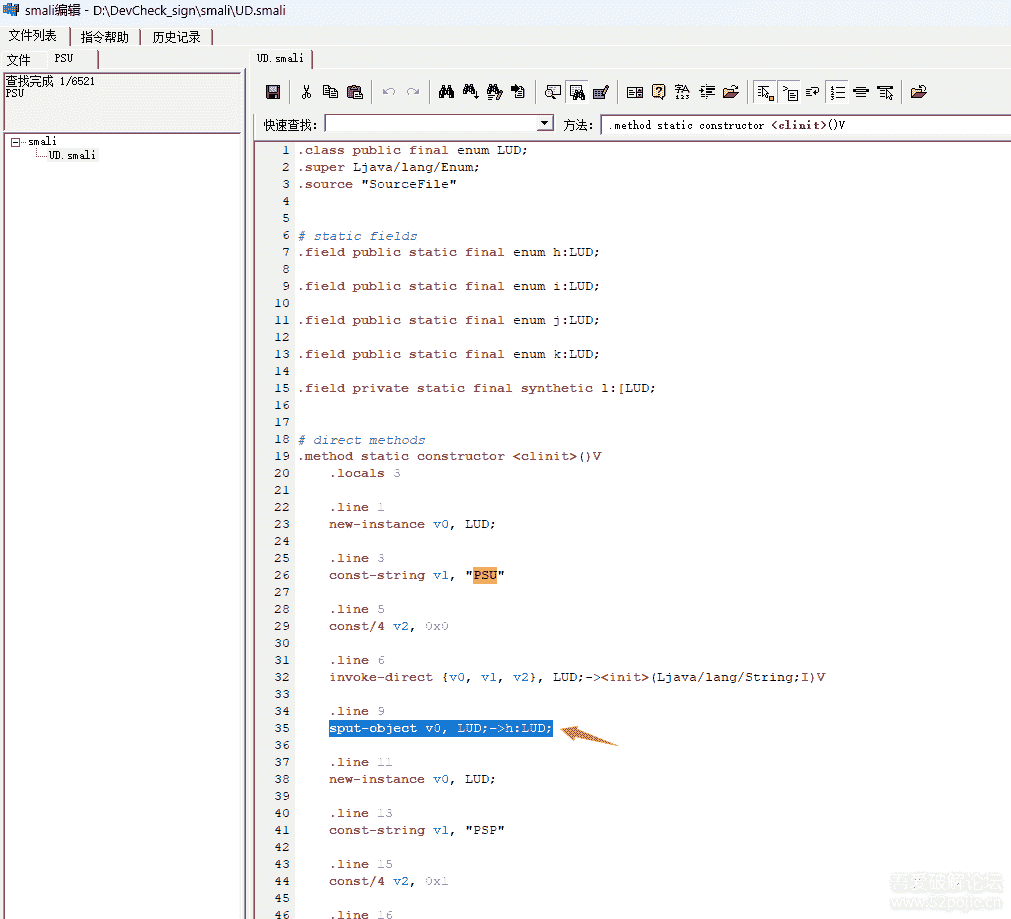 smali编辑 - D:\DevCheck_sign\smali\UD.smali
文件列表 指令帮助 历史记录
文件 PSU
UD.smali
查找完成 1/6521
PSU
快速查找: 方法: .method static constructor <clinit>()V
smali
UD.smali
1 .class public final enum LUD;
2 .super Ljava/lang/Enum;
3 .source "SourceFile"
4
5
6 # static fields
7 .field public static final enum h:LUD;
8
9 .field public static final enum i:LUD;
10
11 .field public static final enum j:LUD;
12
13 .field public static final enum k:LUD;
14
15 .field private static final synthetic l:[LUD;
16
17
18 # direct methods
19 .method static constructor <clinit>()V
20 .locals 3
21
22 .line 1
23 new-instance v0, LUD;
24
25 .line 3
26 const-string v1, "PSU"
27
28 .line 5
29 const/4 v2, 0x0
30
31 .line 6
32 invoke-direct {v0, v1, v2}, LUD;-><init>(Ljava/lang/String;I)V
33
34 .line 9
35 sput-object v0, LUD;->h:LUD;
36
37 .line 11
38 new-instance v0, LUD;
39
40 .line 13
41 const-string v1, "PSP"
42
43 .line 15
44 const/4 v2, 0x1
45
46 .line 16
吾爱破解论坛
www.52pojie.cn